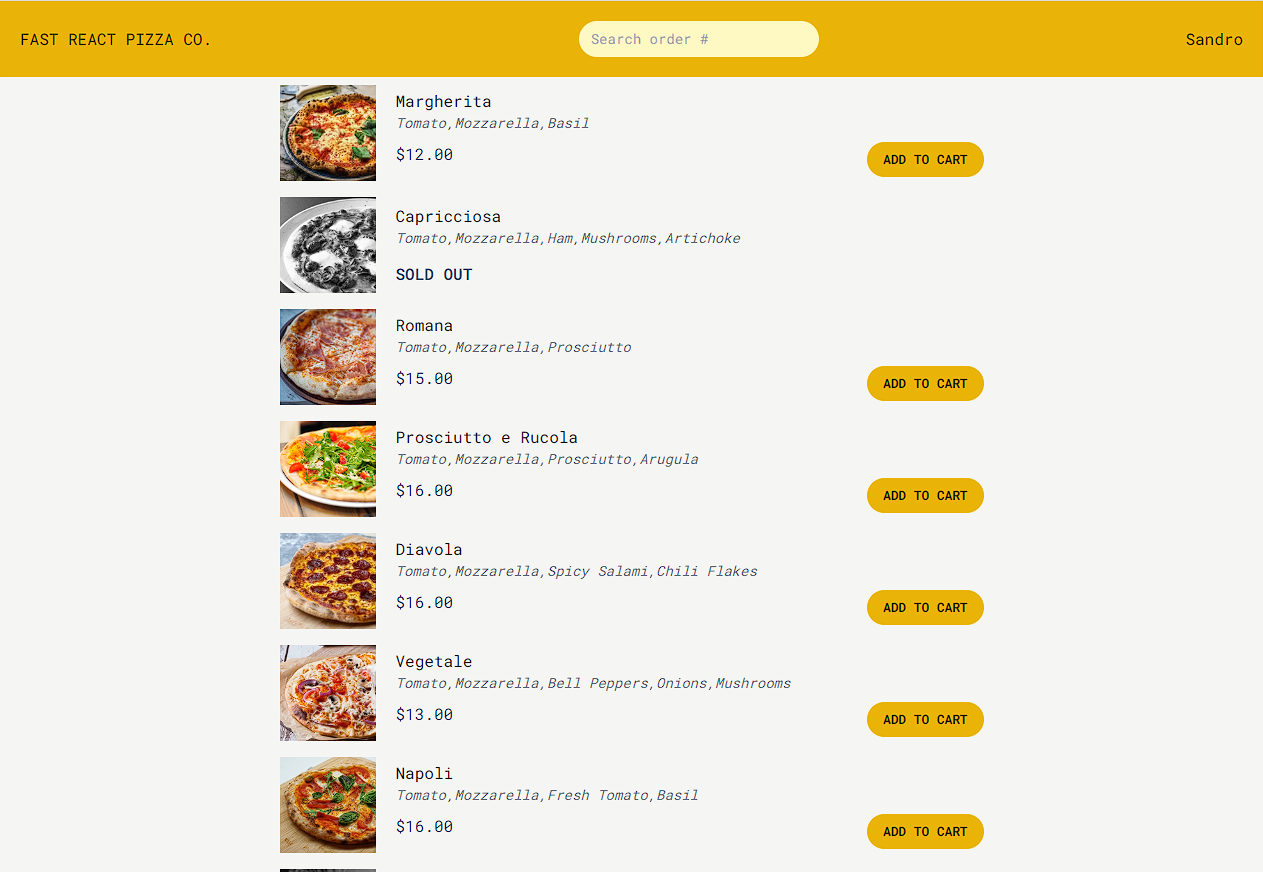 FAST REACT PIZZA CO.
Search order #
Sandro
Margherita
Tomato,Mozzarella,Basil
$12.00
ADD TO CART
Capricciosa
Tomato,Mozzarella,Ham,Mushrooms,Artichoke
SOLD OUT
Romana
Tomato,Mozzarella,Prosciutto
$15.00
ADD TO CART
Prosciutto e Rucola
Tomato,Mozzarella,Prosciutto,Arugula
$16.00
ADD TO CART
Diavola
Tomato,Mozzarella,Spicy Salami,Chili Flakes
$16.00
ADD TO CART
Vegetale
Tomato,Mozzarella,Bell Peppers,Onions,Mushrooms
$13.00
ADD TO CART
Napoli
Tomato,Mozzarella,Fresh Tomato,Basil
$16.00
ADD TO CART